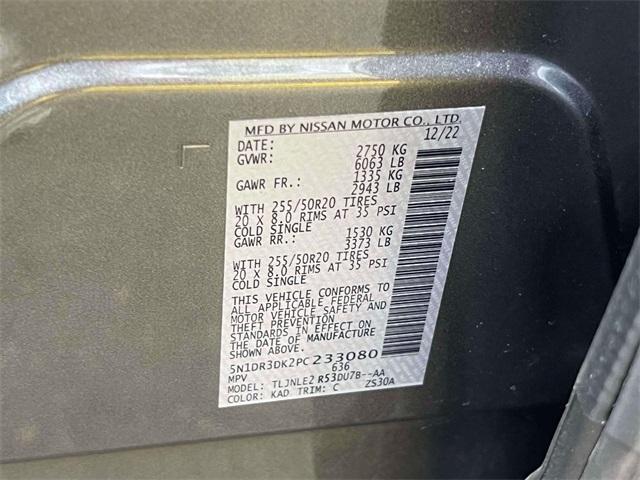 MFD BY NISSAN MOTOR CO., LTD.
DATE: 12/22
GVWR: 2750 KG
6063 LB
GAWR FR.: 1335 KG
2943 LB
WITH 255/50R20 TIRES
20 X 8.0 RIMS AT 35 PSI
COLD SINGLE
GAWR RR.: 1530 KG
3373 LB
WITH 255/50R20 TIRES
20 X 8.0 RIMS AT 35 PSI
COLD SINGLE
THIS VEHICLE CONFORMS TO
ALL APPLICABLE FEDERAL
MOTOR VEHICLE SAFETY AND
THEFT PREVENTION
STANDARDS IN EFFECT ON
THE DATE OF MANUFACTURE
SHOWN ABOVE.
5N1DR3DK2PC233080
MPV 636
TLJNLE2 R53DU7B--AA
COLOR: KAD TRIM: C ZS30A